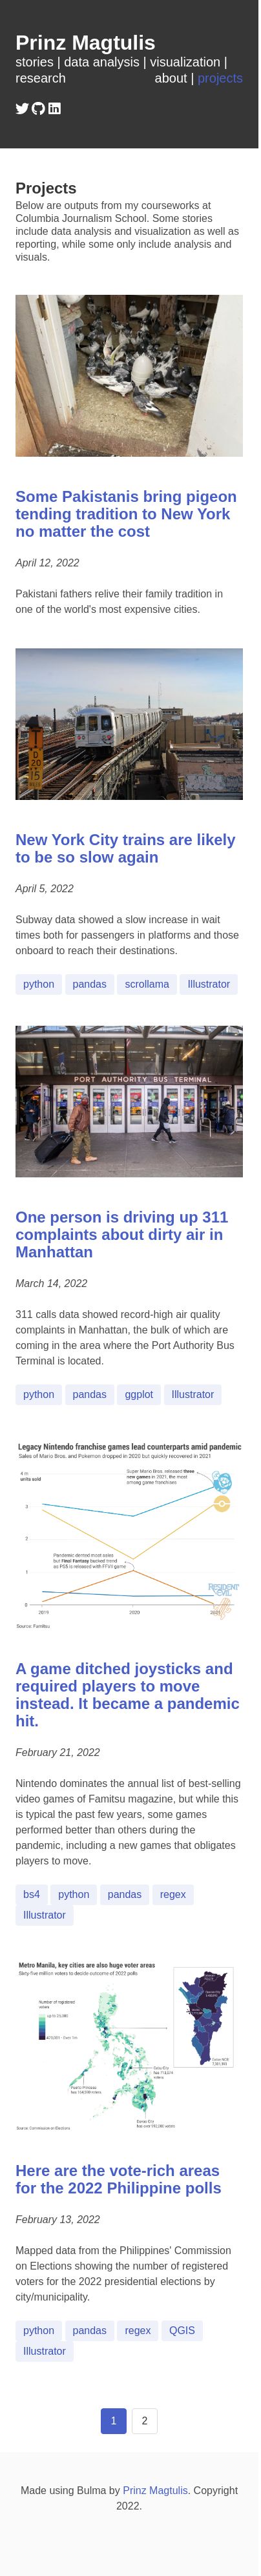 Prinz Magtulis
stories | data analysis | visualization |
research about | projects
Projects
Below are outputs from my courseworks at
Columbia Journalism School. Some stories
include data analysis and visualization as well as
reporting, while some only include analysis and
visuals.
Some Pakistanis bring pigeon
tending tradition to New York
no matter the cost
April 12, 2022
Pakistani fathers relive their family tradition in
one of the world's most expensive cities.
New York City trains are likely
to be so slow again
April 5, 2022
Subway data showed a slow increase in wait
times both for passengers in platforms and those
onboard to reach their destinations.
python pandas scrollama Illustrator
PORT AUTHORITY BUS TERMINAL
One person is driving up 311
complaints about dirty air in
Manhattan
March 14, 2022
311 calls data showed record-high air quality
complaints in Manhattan, the bulk of which are
coming in the area where the Port Authority Bus
Terminal is located.
python pandas ggplot Illustrator
Legacy Nintendo franchise games lead counterparts amid pandemic
Sales of Mario Bros. and Pokemon dropped in 2020 but quickly recovered in 2021
4 m
units sold
Super Mario Bros. released three
new games in 2021, the most
among game franchises
3
2
Pandemic derted most sales
but Final Fantasy bucked trend
as PS5 is released with FFVII game
1
RESIDENT
EVIL
0
2019 2020 2021
Source: Famitsu
A game ditched joysticks and
required players to move
instead. It became a pandemic
hit.
February 21, 2022
Nintendo dominates the annual list of best-selling
video games of Famitsu magazine, but while this
is typical the past few years, some games
performed better than others during the
pandemic, including a new games that obligates
players to move.
bs4 python pandas regex
Illustrator
Metro Manila, key cities are also huge voter areas
Sixty five million voters to decide outcome of 2022 polls
Number of registered
voters
Source: Commission on Elections
Here are the vote-rich areas
for the 2022 Philippine polls
February 13, 2022
Mapped data from the Philippines' Commission
on Elections showing the number of registered
voters for the 2022 presidential elections by
city/municipality.
python pandas regex QGIS
Illustrator
1 2
Made using Bulma by Prinz Magtulis. Copyright
2022.